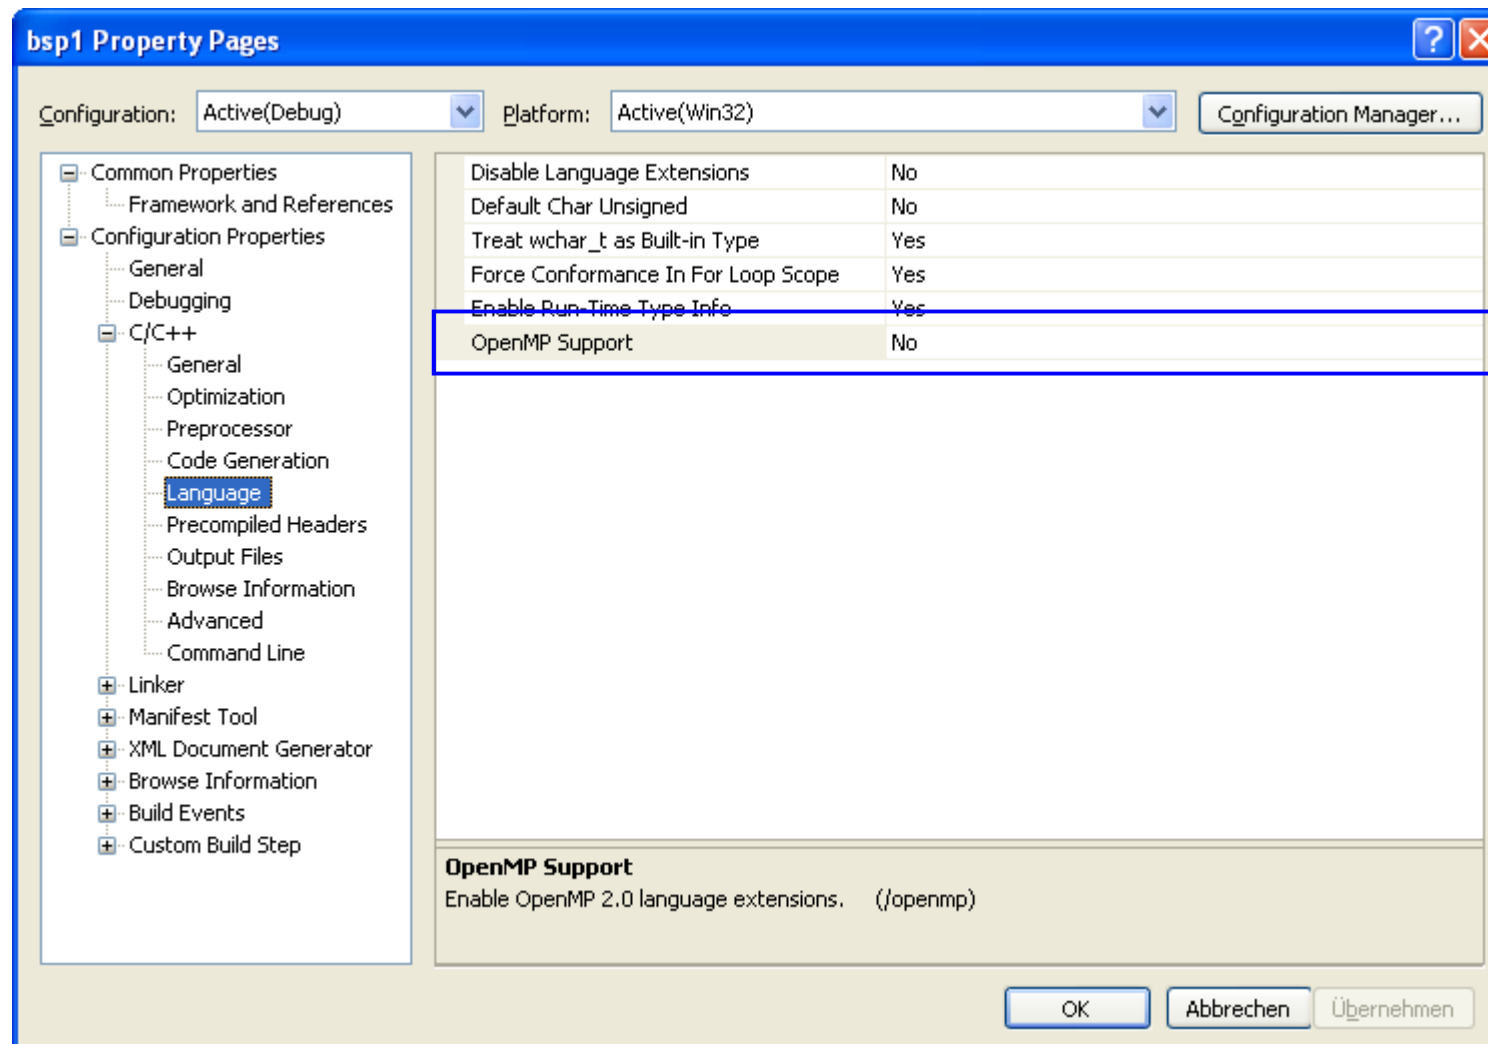 bsp1 Property Pages
Configuration: Active(Debug) Platform: Active(Win32) Configuration Manager...
Common Properties
Framework and References
Configuration Properties
General
Debugging
C/C++
General
Optimization
Preprocessor
Code Generation
Language
Precompiled Headers
Output Files
Browse Information
Advanced
Command Line
Linker
Manifest Tool
XML Document Generator
Browse Information
Build Events
Custom Build Step
Disable Language Extensions No
Default Char Unsigned No
Treat wchar_t as Built-in Type Yes
Force Conformance In For Loop Scope Yes
Enable Run-Time Type Info Yes
OpenMP Support No
OpenMP Support
Enable OpenMP 2.0 language extensions. (/openmp)
OK Abbrechen Übernehmen